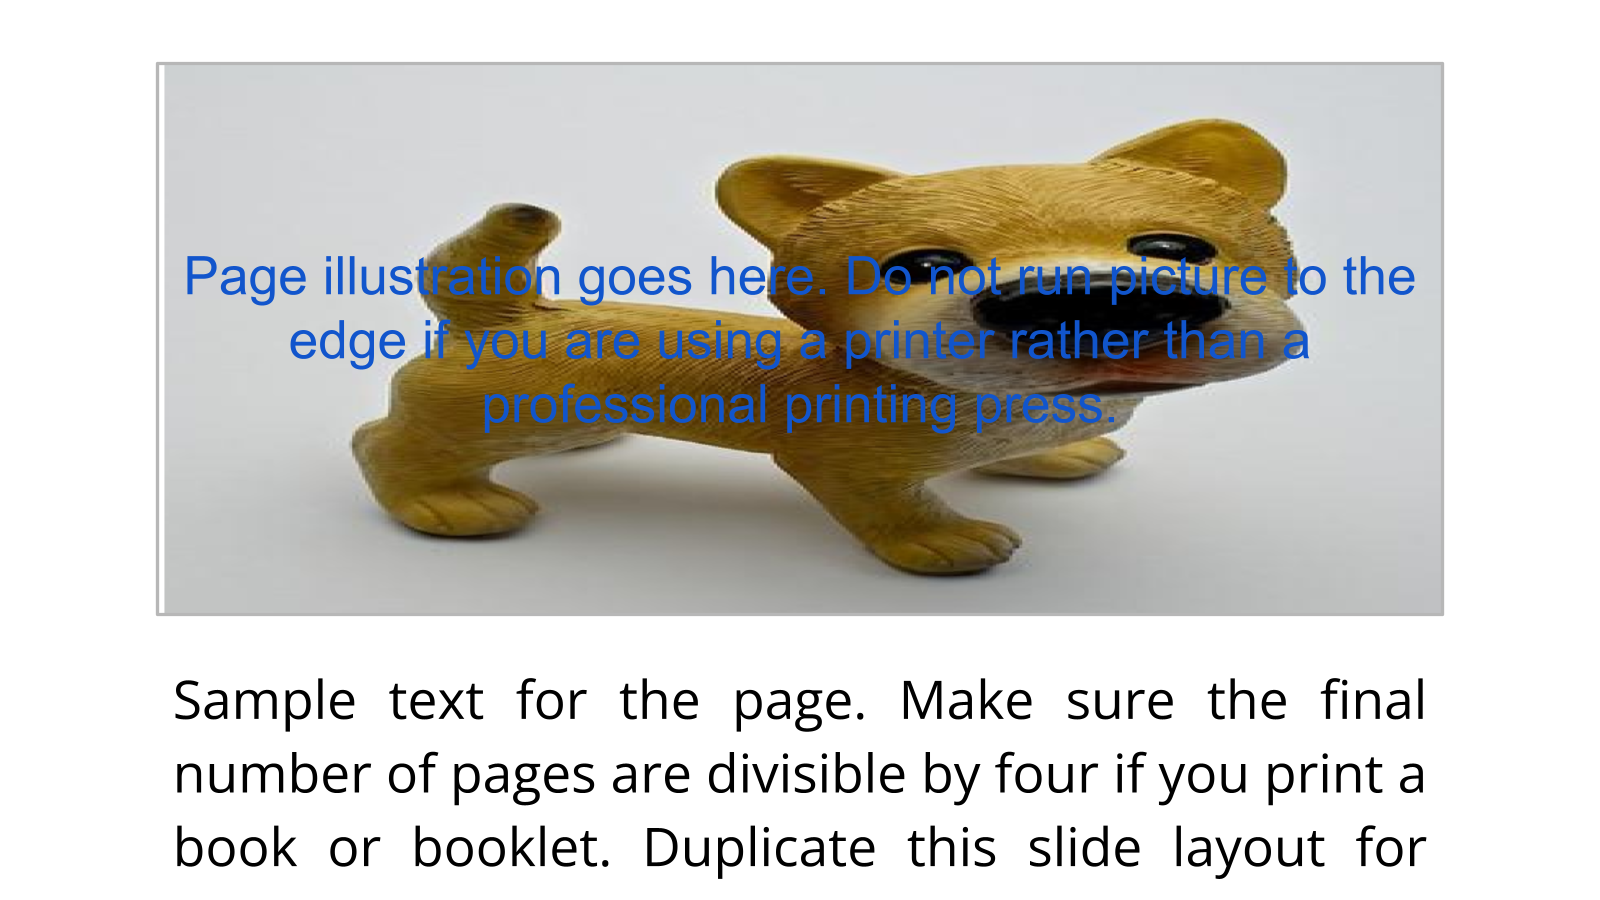 Page illustration goes here. Do not run picture to the
edge if you are using a printer rather than a
professional printing press.
Sample text for the page. Make sure the final
number of pages are divisible by four if you print a
book or booklet. Duplicate this slide layout for